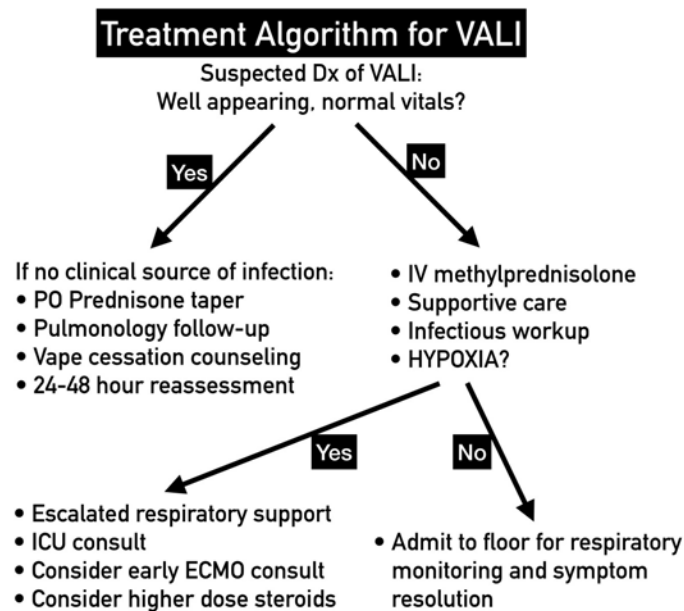 Treatment Algorithm for VALI
Suspected Dx of VALI:
Well appearing, normal vitals?
Yes
No
If no clinical source of infection:
• PO Prednisone taper
• Pulmonology follow-up
• Vape cessation counseling
• 24-48 hour reassessment
• IV methylprednisolone
• Supportive care
• Infectious workup
• HYPOXIA?
Yes
No
• Escalated respiratory support
• ICU consult
• Consider early ECMO consult
• Consider higher dose steroids
• Admit to floor for respiratory
monitoring and symptom
resolution